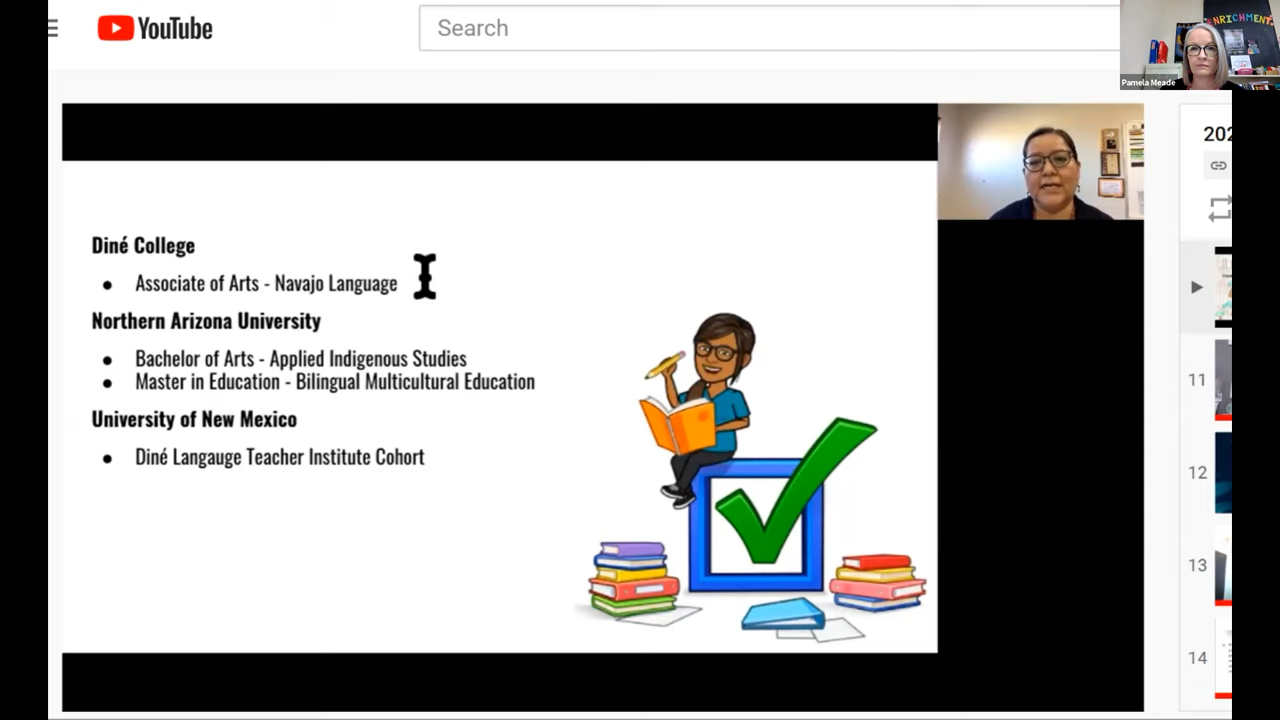 YouTube
Search
ENRICHMENT
Pamela Meade
202
Diné College
Associate of Arts - Navajo Language
Northern Arizona University
Bachelor of Arts - Applied Indigenous Studies
Master in Education - Bilingual Multicultural Education
University of New Mexico
Diné Langauge Teacher Institute Cohort
11
12
13
14